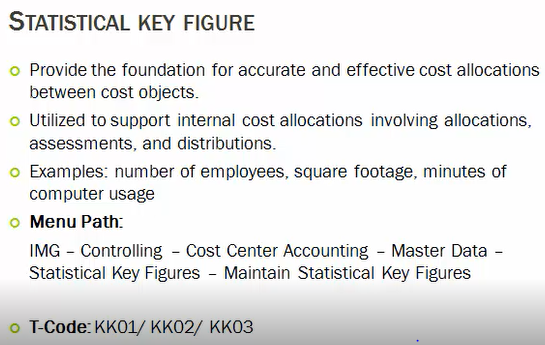 STATISTICAL KEY FIGURE
Provide the foundation for accurate and effective cost allocations
between cost objects.
Utilized to support internal cost allocations involving allocations,
assessments, and distributions.
Examples: number of employees, square footage, minutes of
computer usage
Menu Path:
IMG – Controlling – Cost Center Accounting – Master Data –
Statistical Key Figures – Maintain Statistical Key Figures
T-Code: KK01/ KK02/ KK03